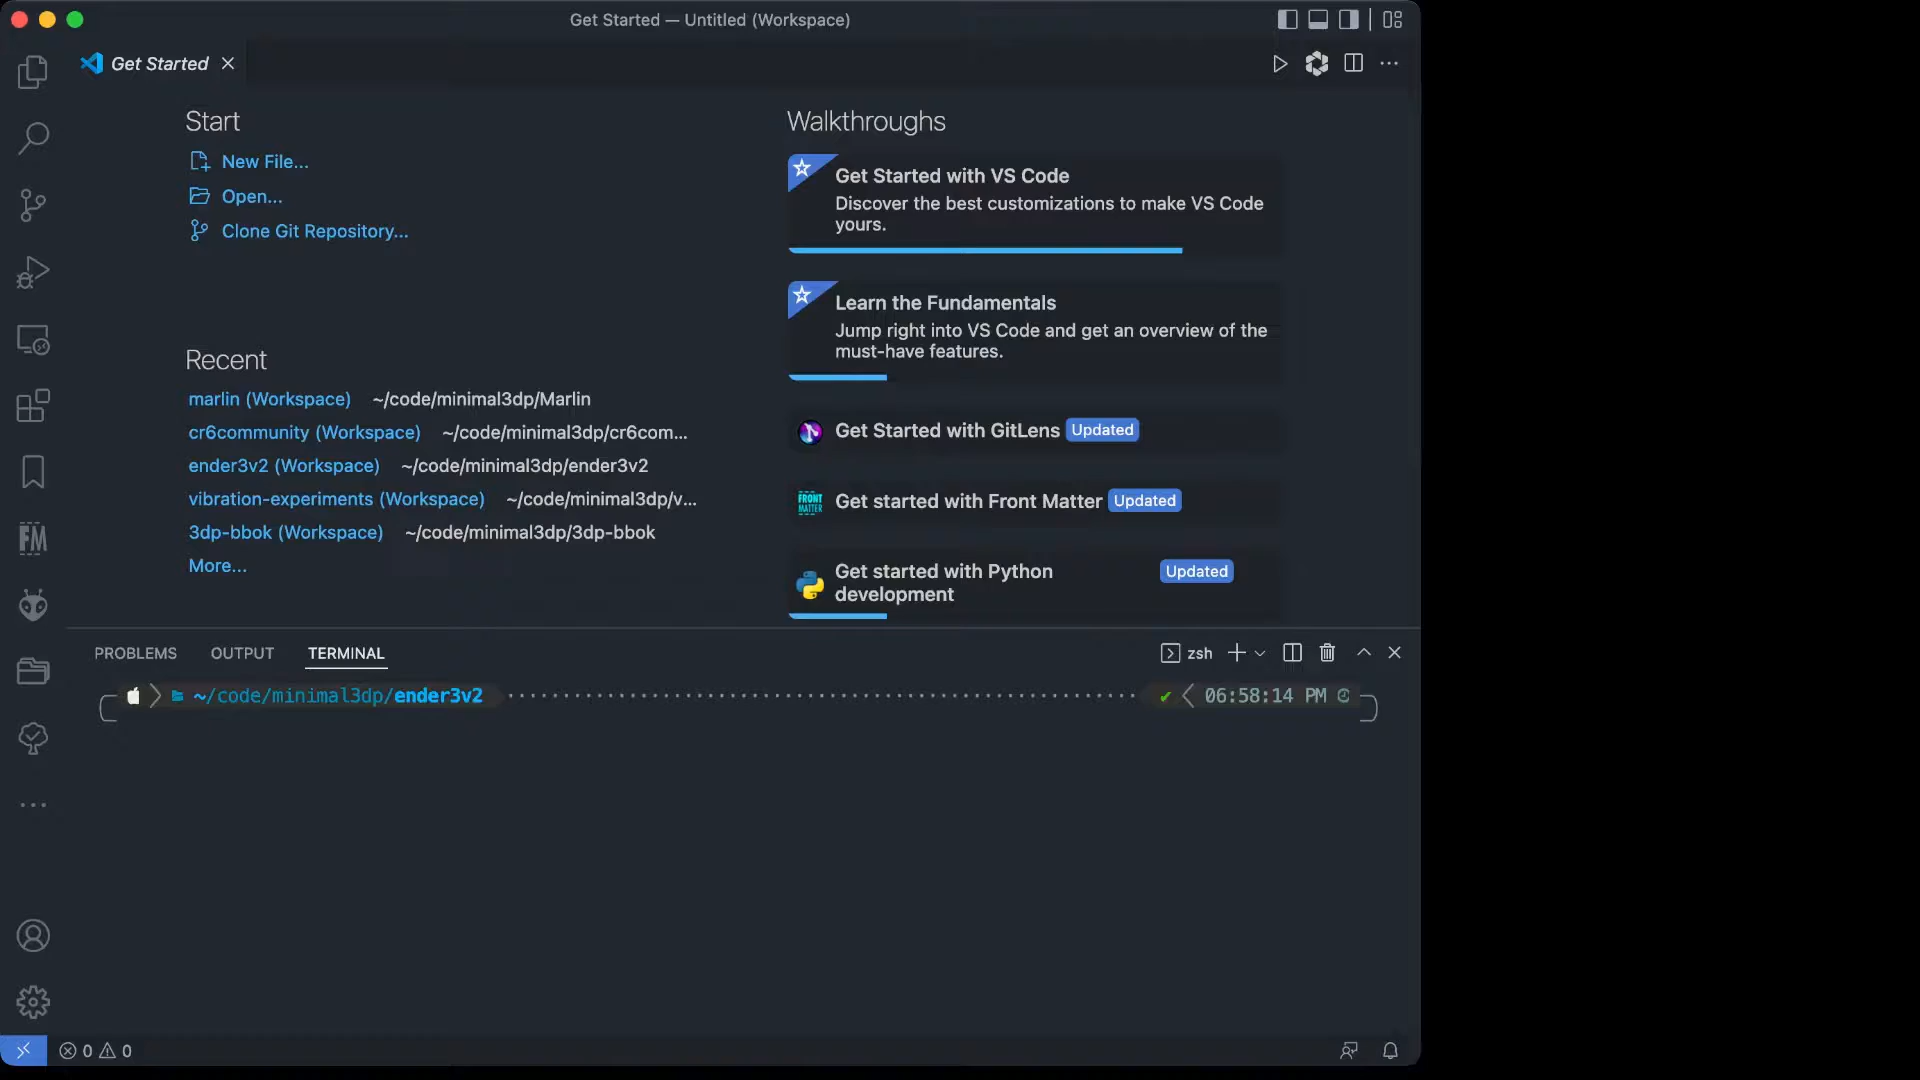 Get Started — Untitled (Workspace)
Get Started
Start
New File...
Open...
Clone Git Repository...
Recent
marlin (Workspace) ~/code/minimal3dp/Marlin
cr6community (Workspace) ~/code/minimal3dp/cr6com...
ender3v2 (Workspace) ~/code/minimal3dp/ender3v2
vibration-experiments (Workspace) ~/code/minimal3dp/v...
3dp-bbok (Workspace) ~/code/minimal3dp/3dp-bbok
More...
Walkthroughs
Get Started with VS Code
Discover the best customizations to make VS Code
yours.
Learn the Fundamentals
Jump right into VS Code and get an overview of the
must-have features.
Get Started with GitLens Updated
FRONT
MATTER
Get started with Front Matter Updated
Get started with Python Updated
development
FM
PROBLEMS OUTPUT TERMINAL
zsh
~/code/minimal3dp/ender3v2 06:58:14 PM
0 0